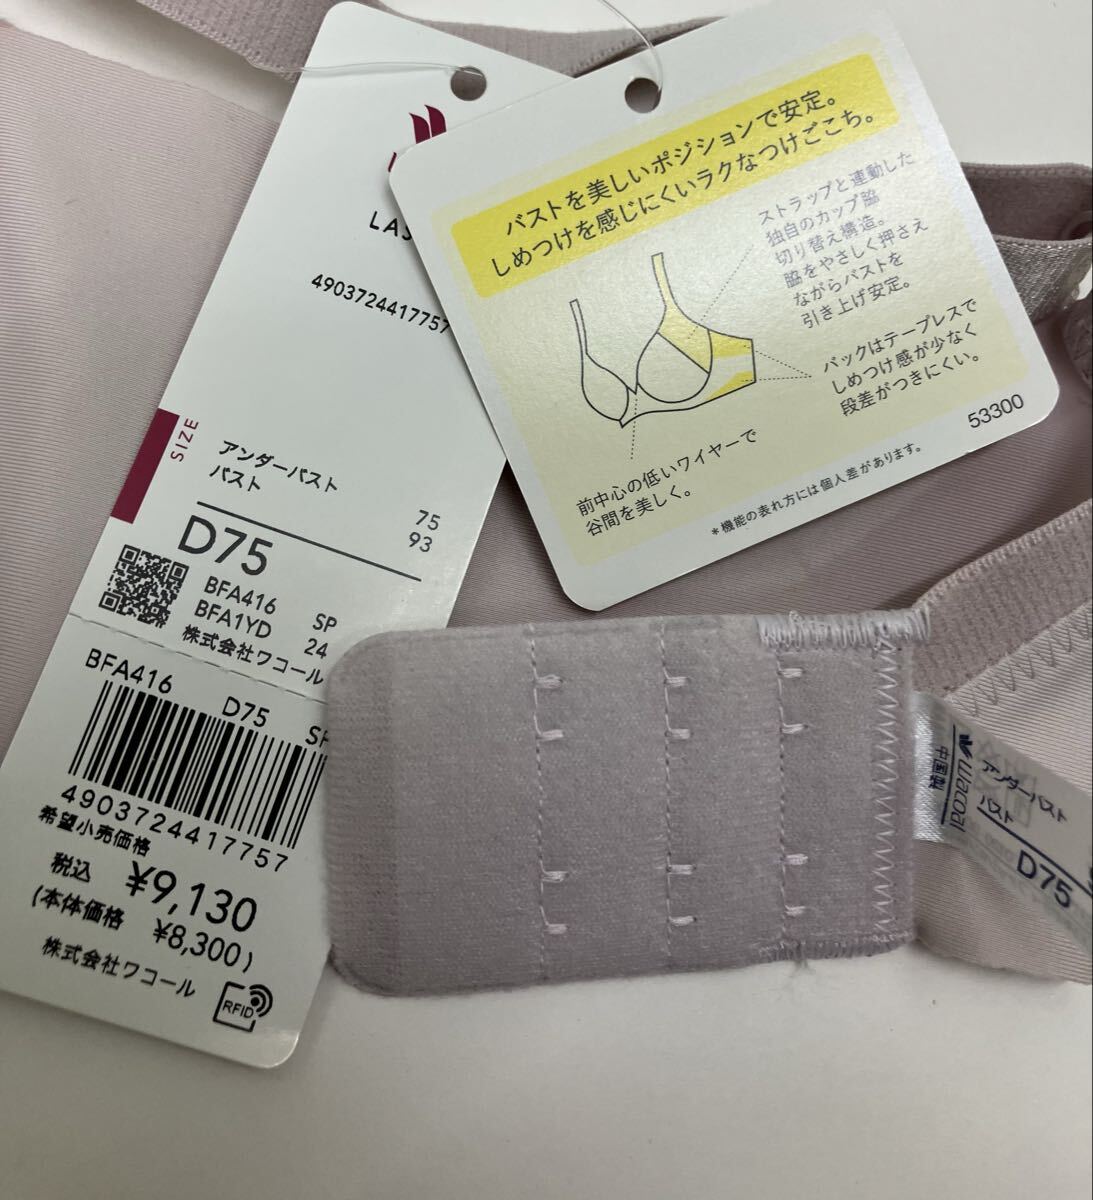 4903724417757
SIZE
アンダーバスト 75
バスト 93
D75
BFA416 SP
BFA1YD 24
株式会社ワコール
BFA416 D75
4903724417757
希望小売価格
税込 ¥9,130
(本体価格 ¥8,300)
株式会社ワコール
RFID
バストを美しいポジションで安定。
しめつけを感じにくいラクなつけごこち。
ストラップと連動した
独自のカップ脇
切り替え構造。
脇をやさしく押さえ
ながらバストを
引き上げ安定。
バックはテープレスで
しめつけ感が少なく
段差がつきにくい。
前中心の低いワイヤーで
谷間を美しく。
*機能の表れ方には個人差があります。
53300
Wacoal
中国製
アンダーバスト
バスト
D75